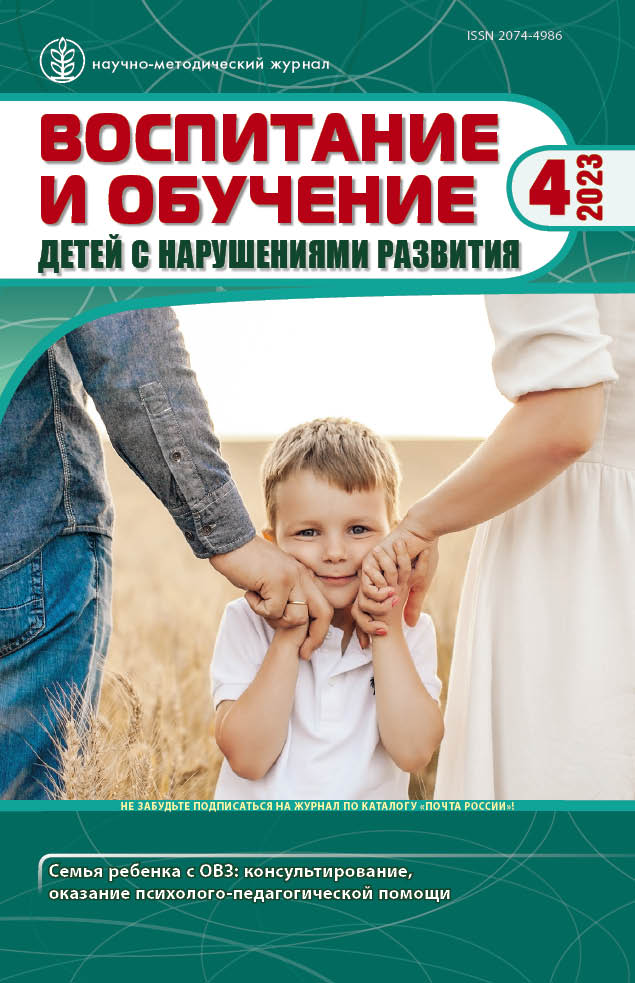 ISSN 2074-4986
научно-методический журнал
ВОСПИТАНИЕ
И ОБУЧЕНИЕ
ДЕТЕЙ С НАРУШЕНИЯМИ РАЗВИТИЯ
4 2023
НЕ ЗАБУДЬТЕ ПОДПИСАТЬСЯ НА ЖУРНАЛ ПО КАТАЛОГУ «ПОЧТА РОССИИ»!
Семья ребенка с ОВЗ: консультирование,
оказание психолого-педагогической помощи